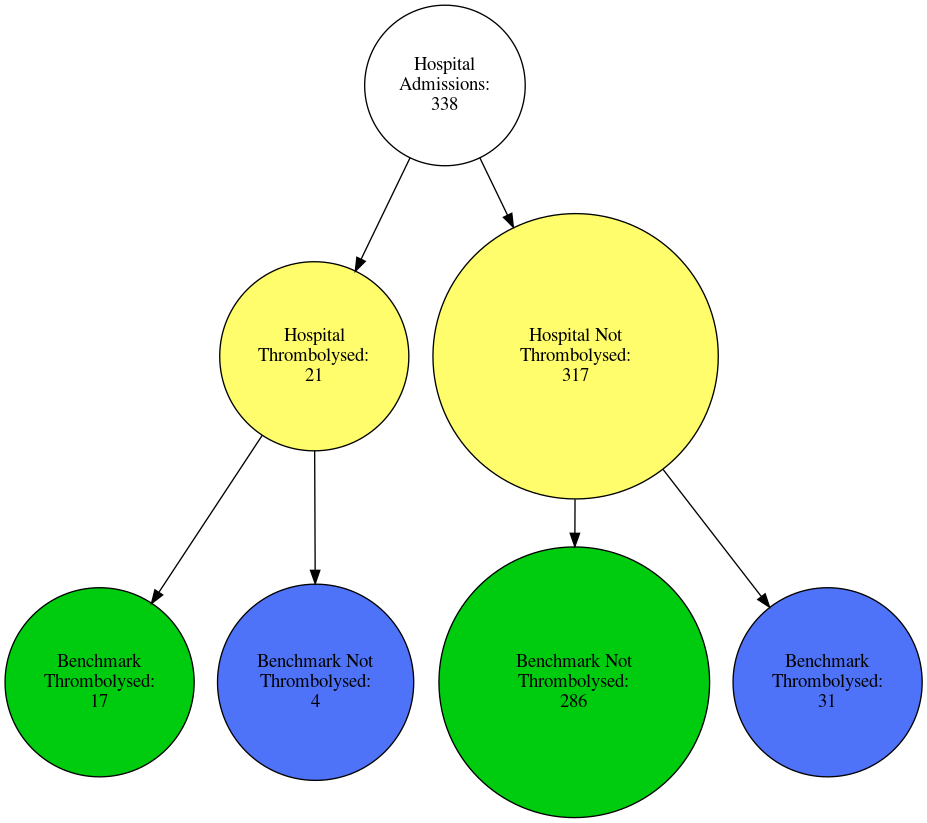 Hospital
Admissions:
338
Hospital
Thrombolysed:
21
Hospital Not
Thrombolysed:
317
Benchmark
Thrombolysed:
17
Benchmark Not
Thrombolysed:
4
Benchmark Not
Thrombolysed:
286
Benchmark
Thrombolysed:
31